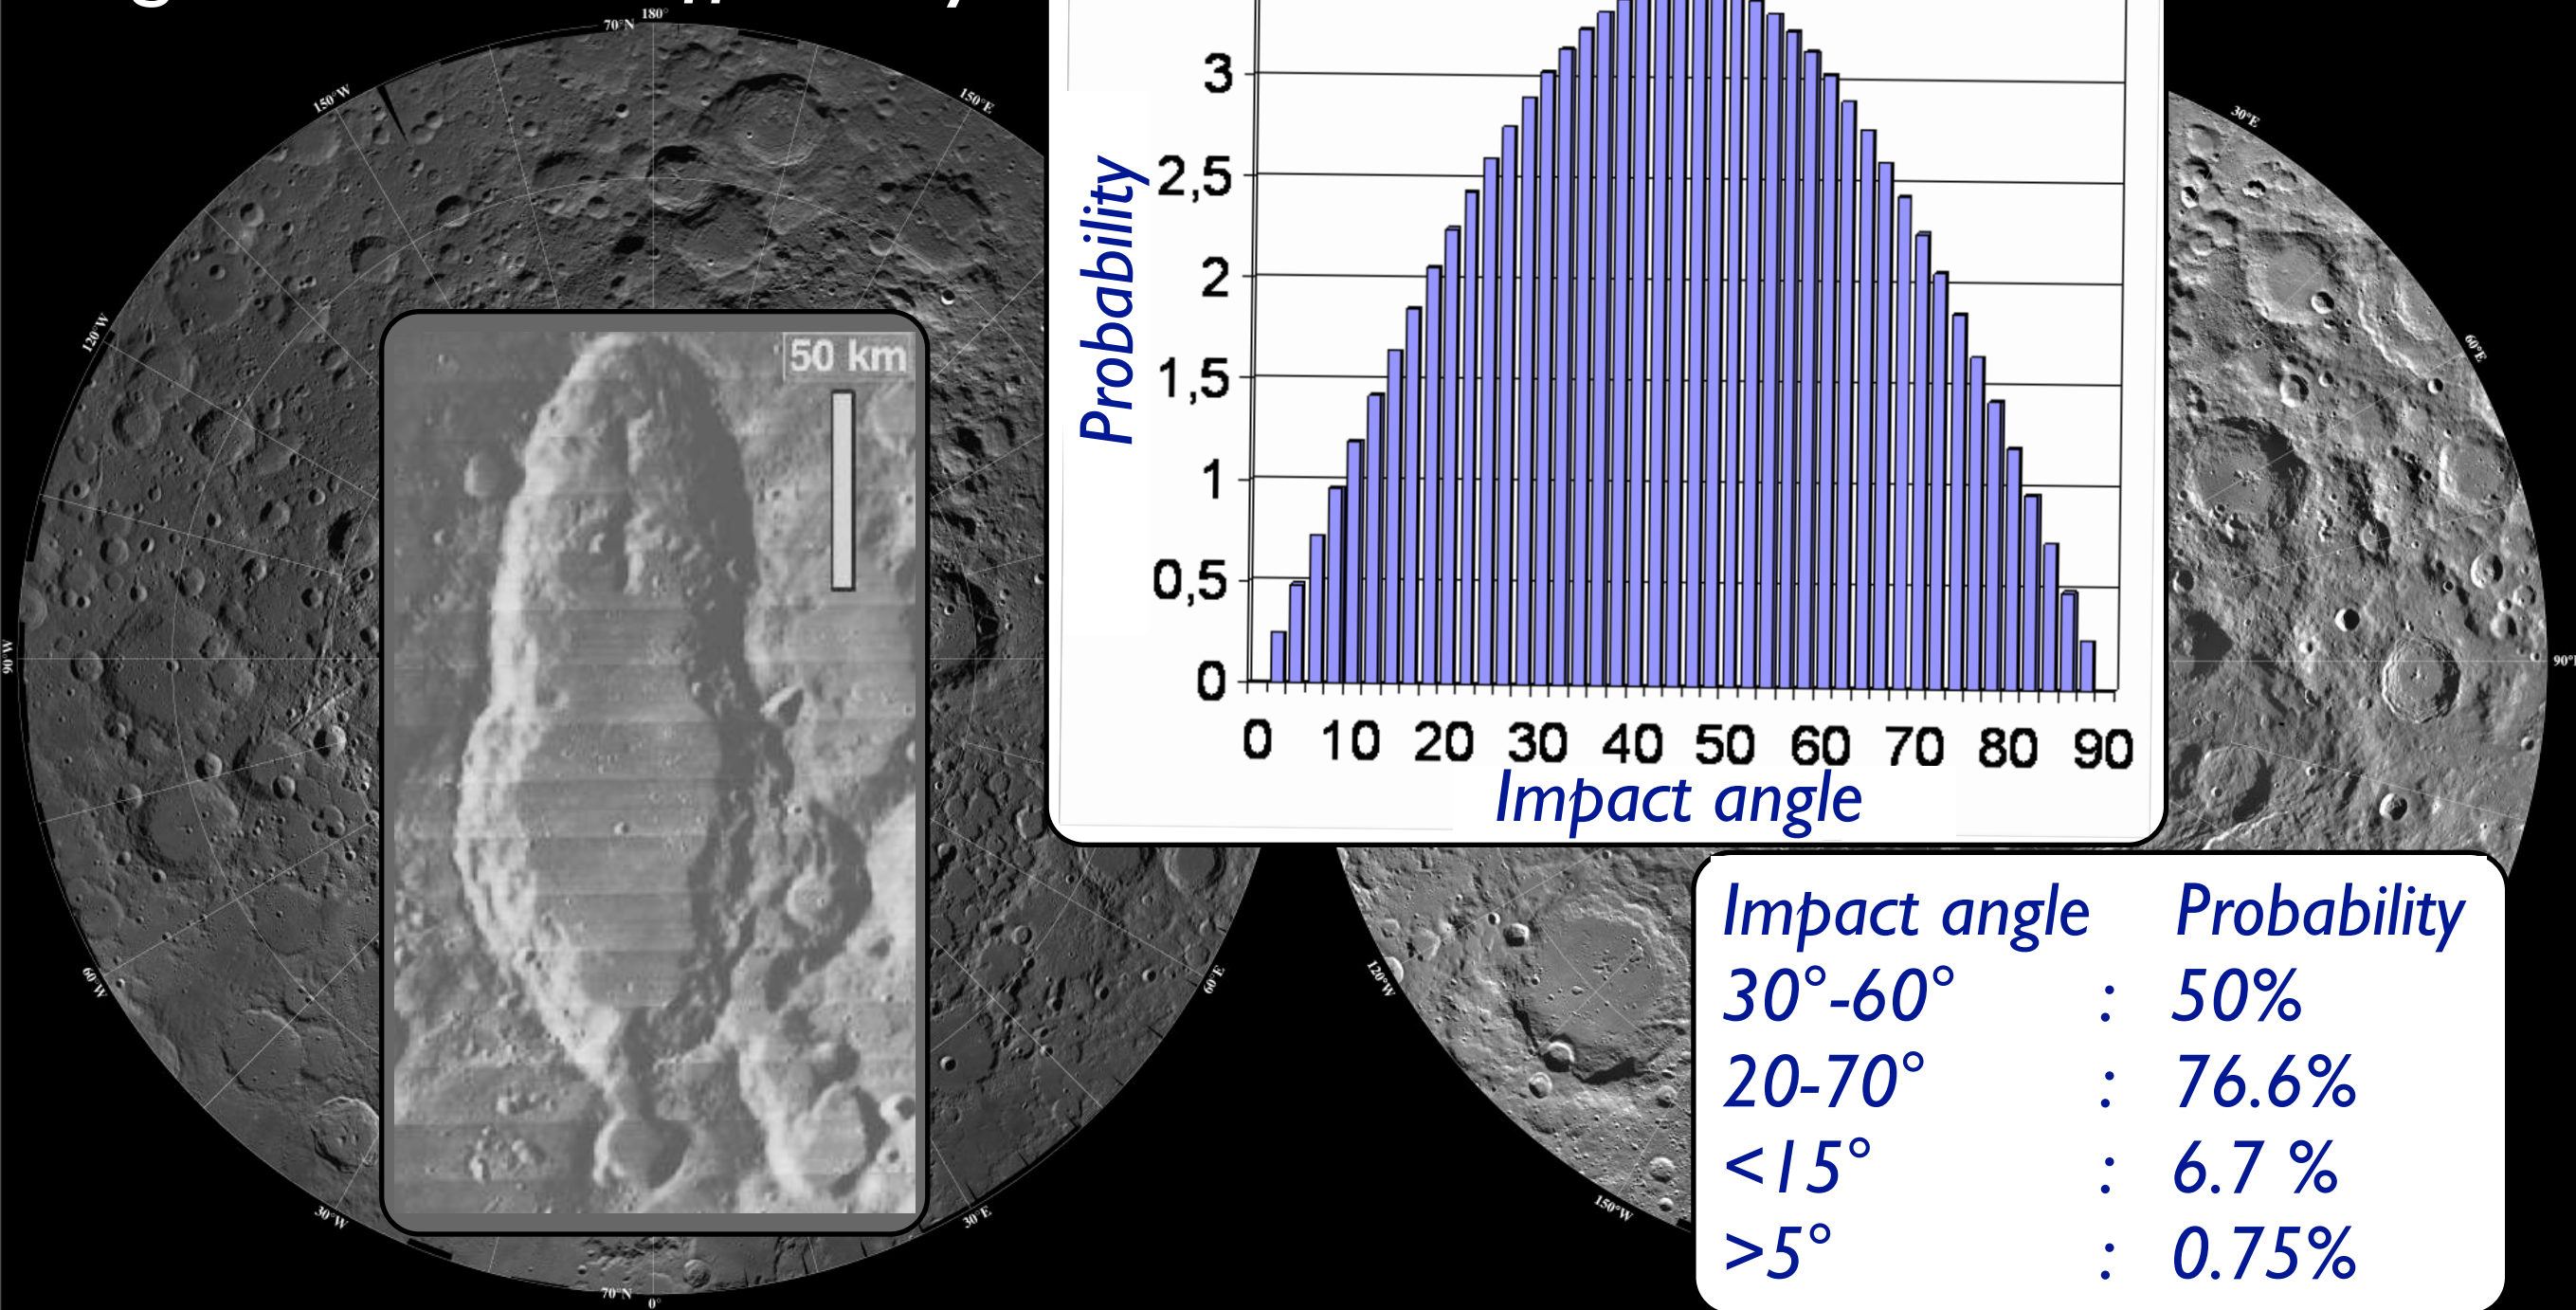 180°
70°N
150°W
150°E
120°W
90°W
60°W
30°W
70°N
0°
30°E
60°E
50 km
Probability
3
2,5
2
1,5
1
0,5
0
0 10 20 30 40 50 60 70 80 90
Impact angle
30°E
60°E
90°E
120°W
150°W
Impact angle Probability
30°-60° : 50%
20-70° : 76.6%
<15° : 6.7 %
>5° : 0.75%